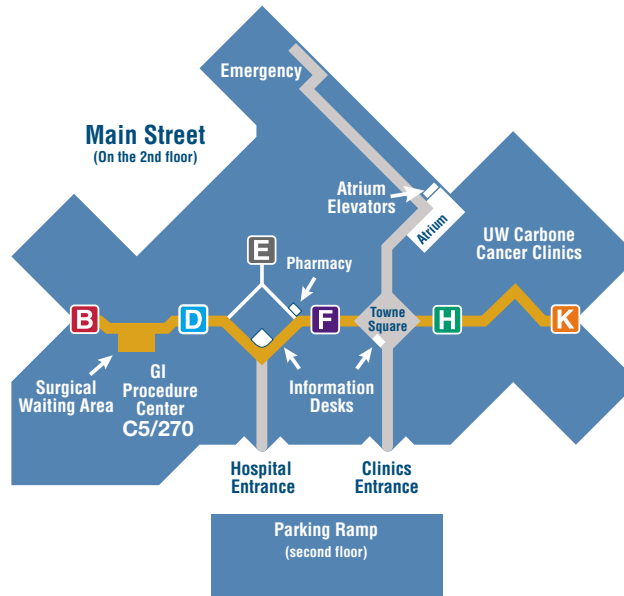 Emergency
Main Street
(On the 2nd floor)
Atrium
Elevators
Atrium
UW Carbone
Cancer Clinics
E
Pharmacy
B
D
F
Towne
Square
H
K
Surgical
Waiting Area
GI
Procedure
Center
C5/270
Information
Desks
Hospital
Entrance
Clinics
Entrance
Parking Ramp
(second floor)